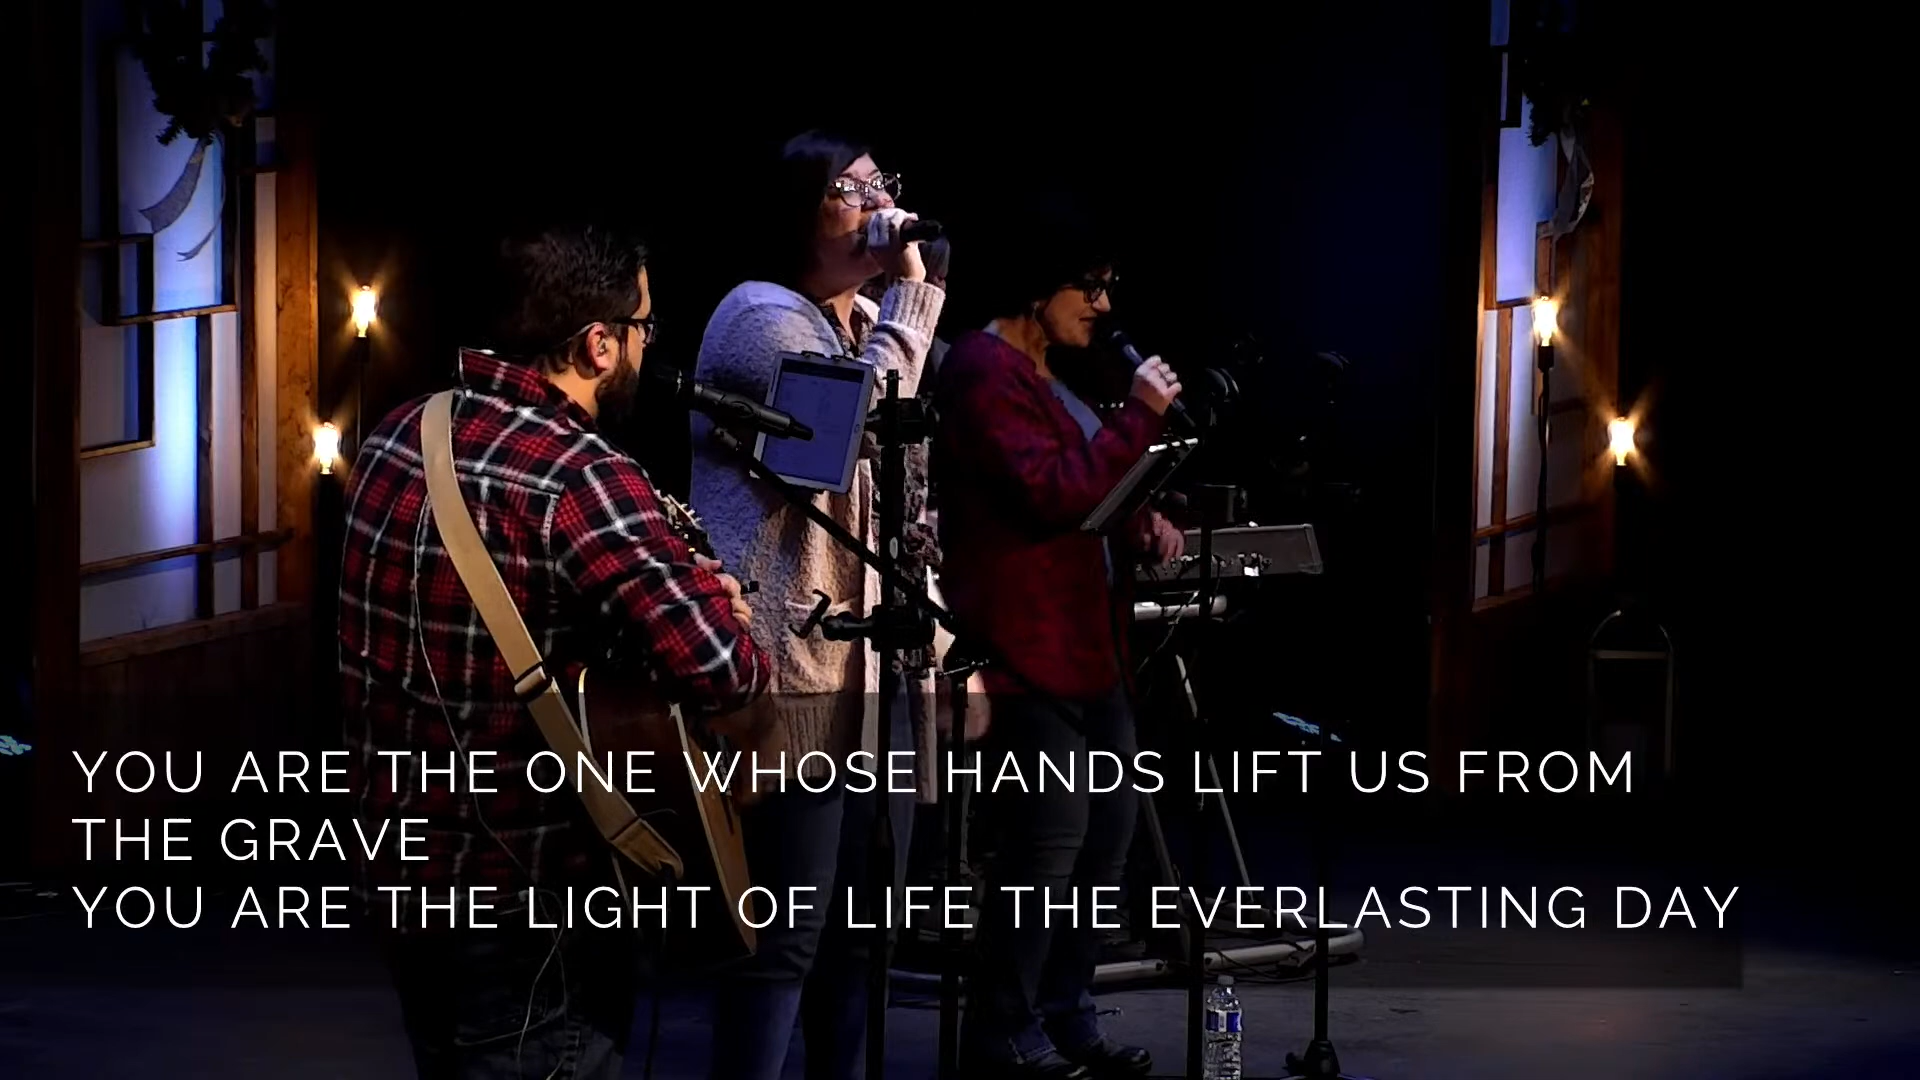 YOU ARE THE ONE WHOSE HANDS LIFT US FROM
THE GRAVE
YOU ARE THE LIGHT OF LIFE THE EVERLASTING DAY